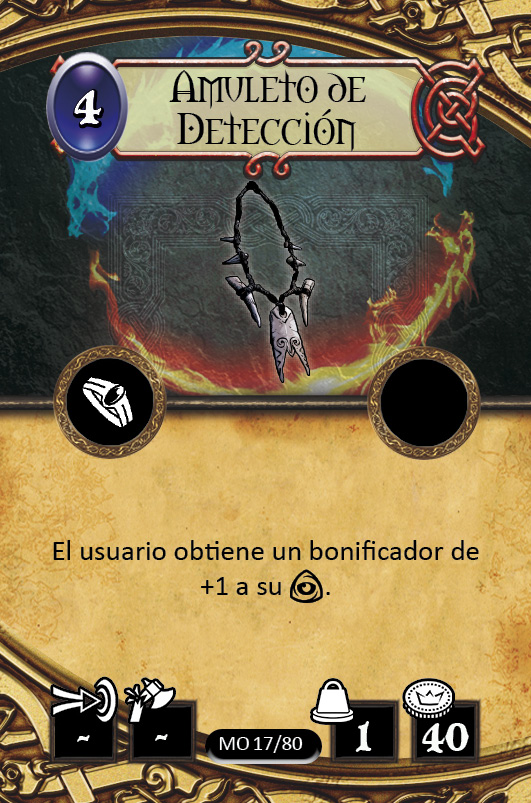 4
Amuleto de
Detección
El usuario obtiene un bonificador de
+1 a su .
~ ~ MO 17/80 1 40